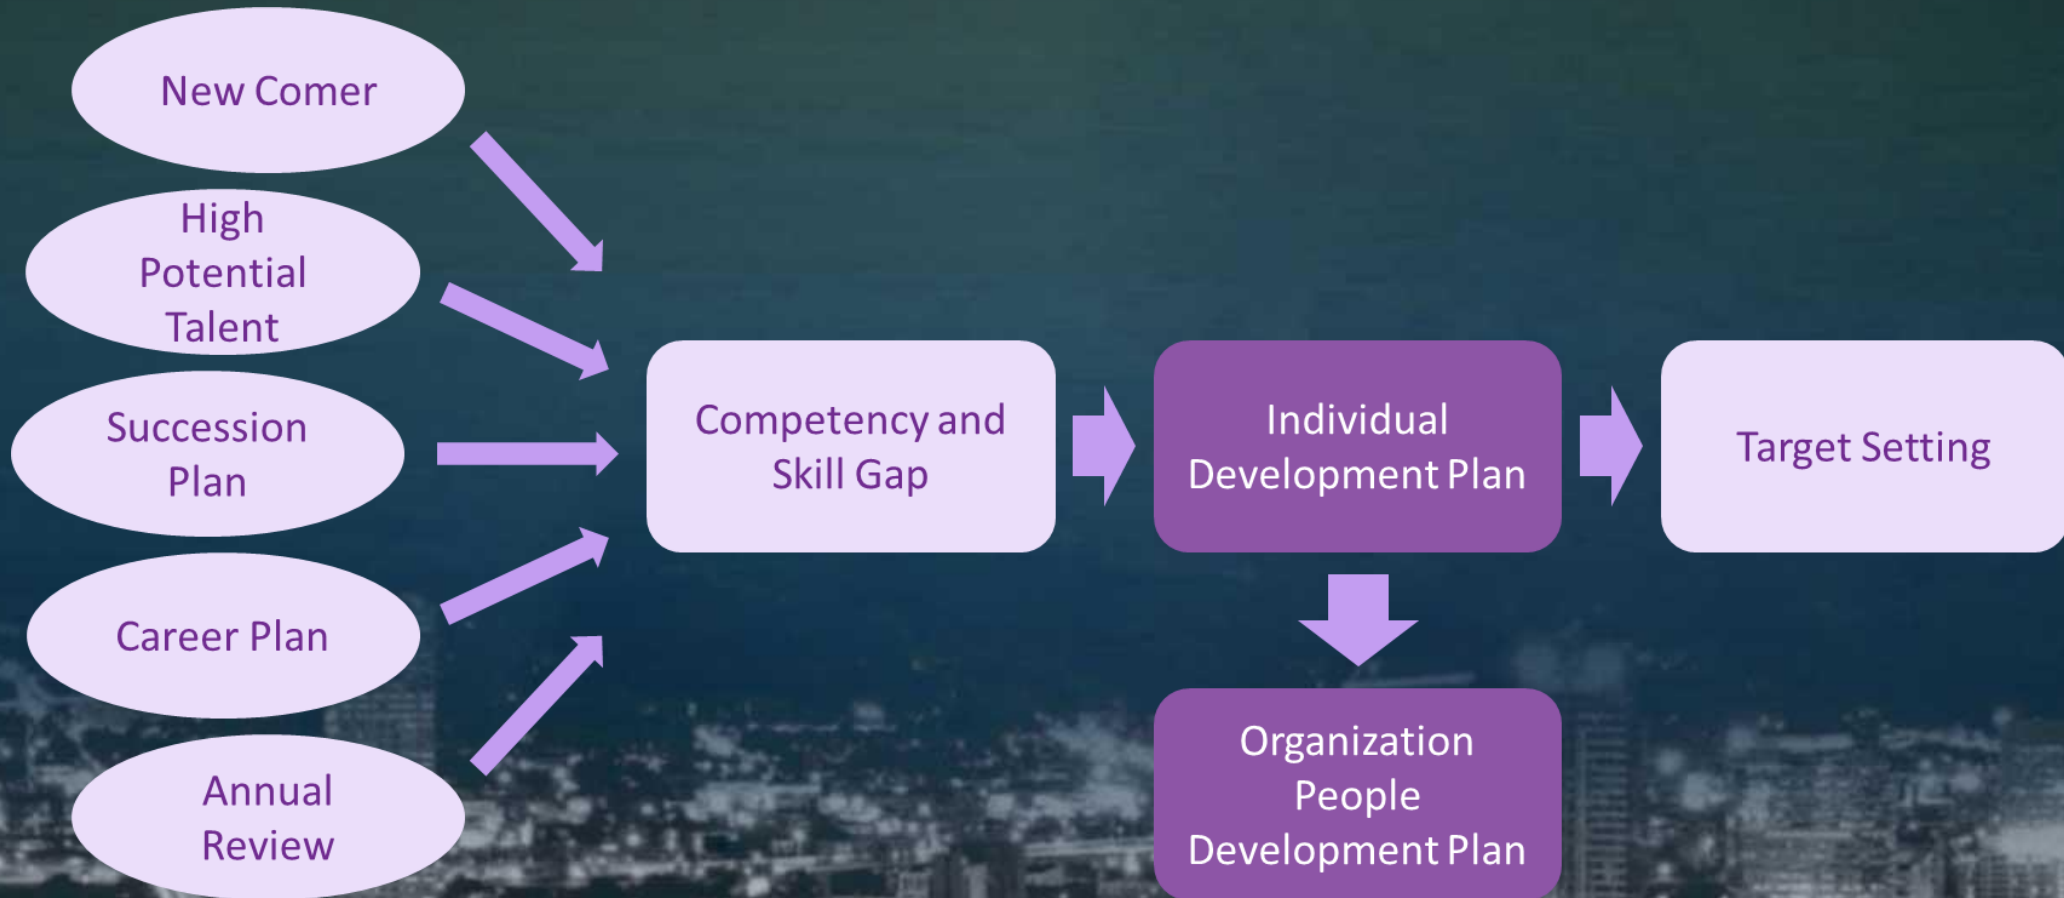 New Comer
High
Potential
Talent
Succession
Plan
Career Plan
Annual
Review
Competency and
Skill Gap
Individual
Development Plan
Target Setting
Organization
People
Development Plan